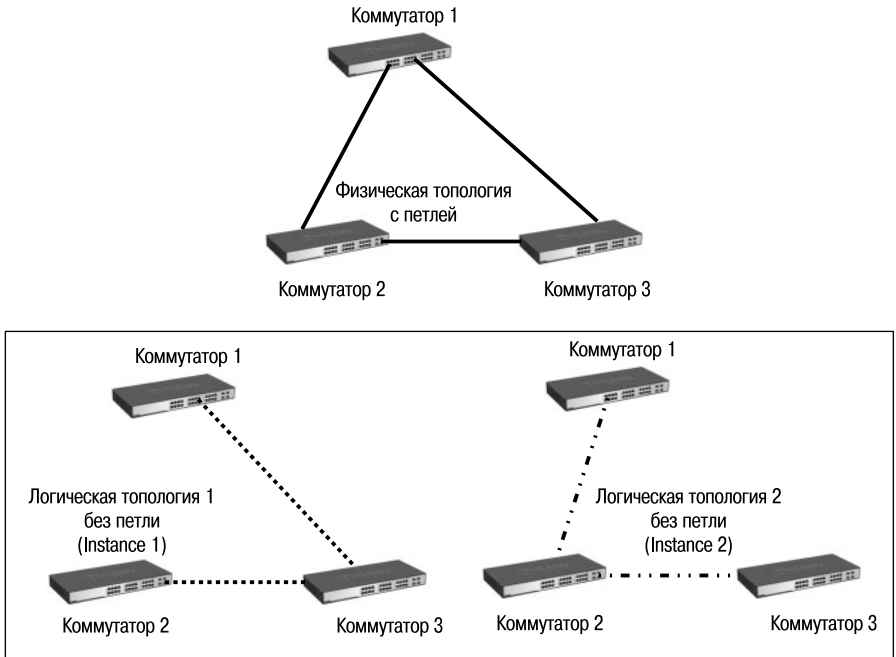 Коммутатор 1
Физическая топология
с петлей
Коммутатор 2
Коммутатор 3
Коммутатор 1
Логическая топология 1
без петли
(Instance 1)
Коммутатор 2
Коммутатор 3
Коммутатор 1
Логическая топология 2
без петли
(Instance 2)
Коммутатор 2
Коммутатор 3